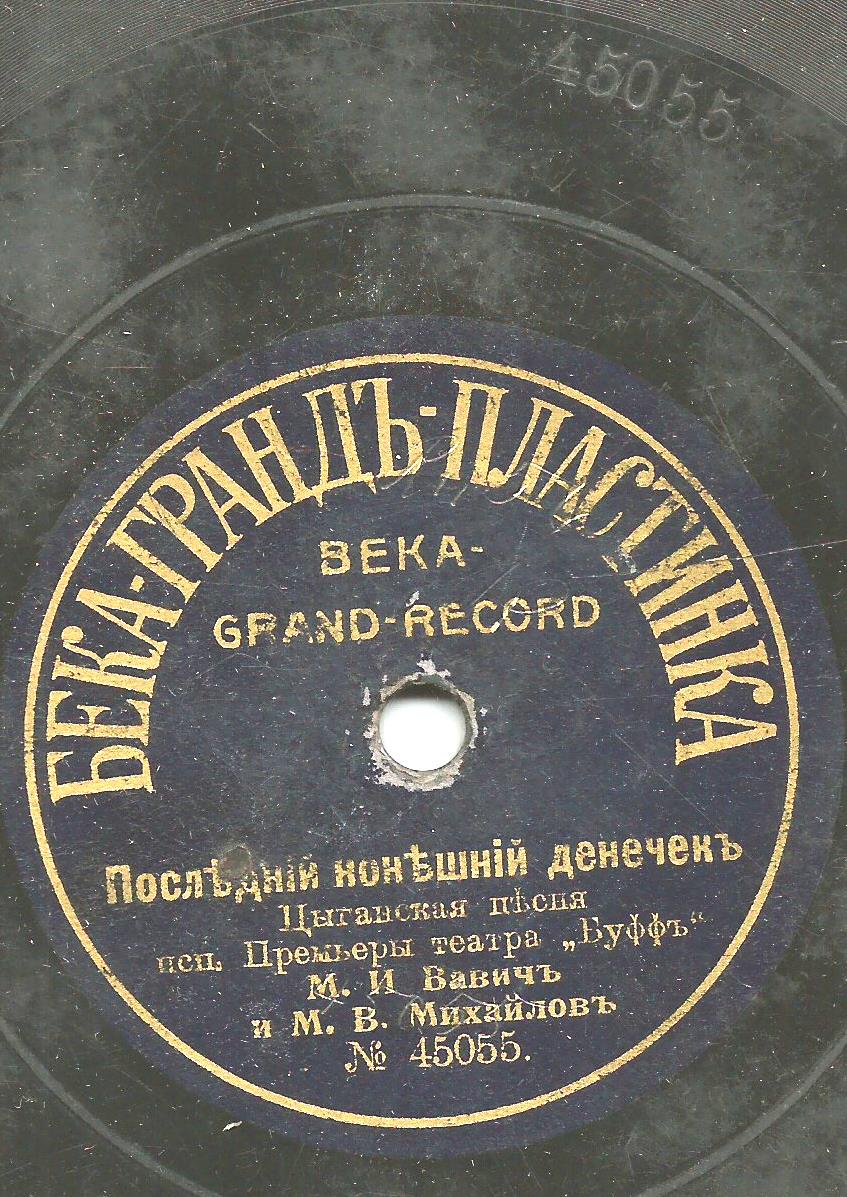 45055
БЕКА-ГРАНДЪ-ПЛАСТИНКА
BEKA-
GRAND-RECORD
Послѣдній нонѣшній денечекъ
Цыганская пѣсня
исп. Премьеры театра „Буффъ“
М. И Вавичъ
и М. В. Михайловъ
№ 45055.